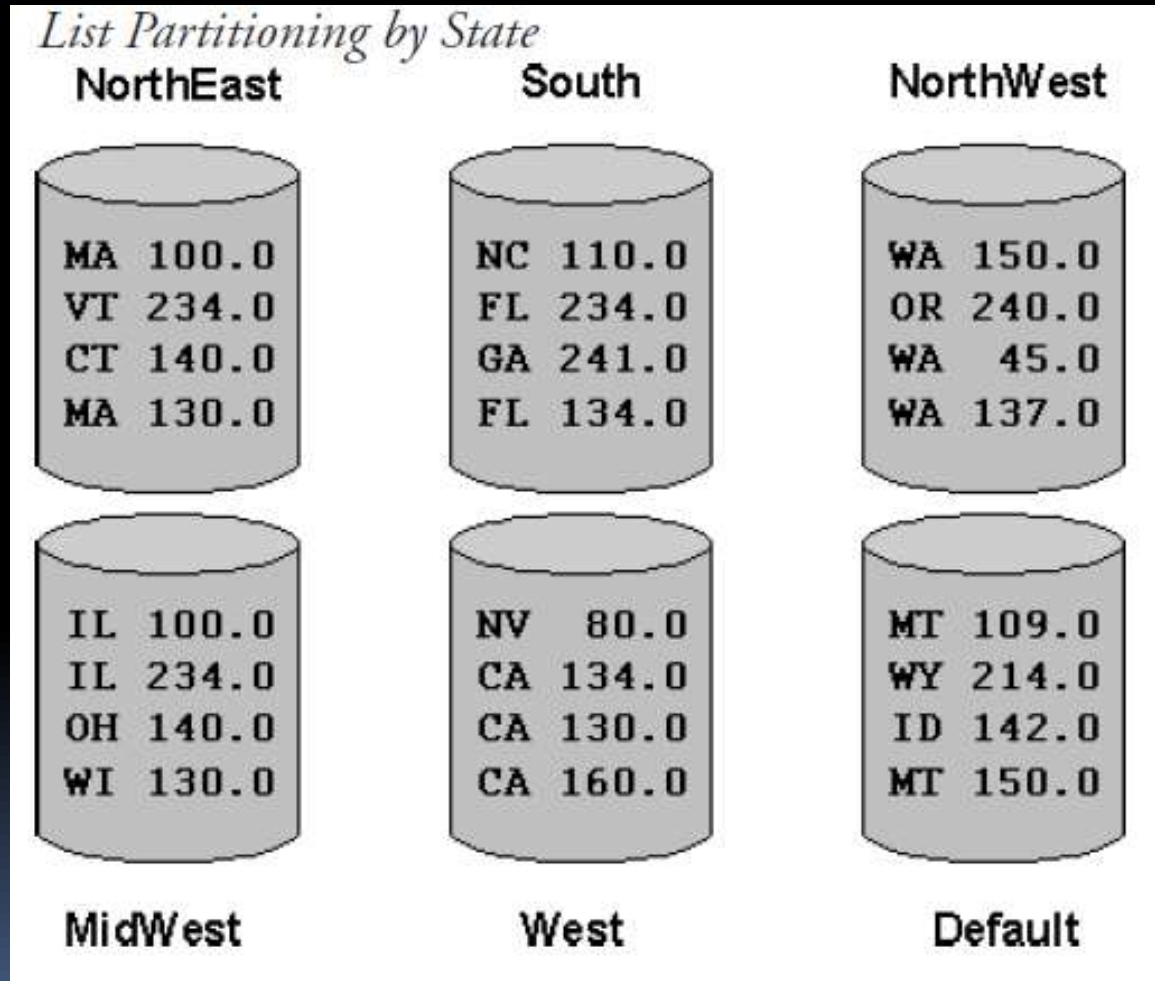 List Partitioning by State
NorthEast South NorthWest
MA 100.0 NC 110.0 WA 150.0
VT 234.0 FL 234.0 OR 240.0
CT 140.0 GA 241.0 WA 45.0
MA 130.0 FL 134.0 WA 137.0
IL 100.0 NV 80.0 MT 109.0
IL 234.0 CA 134.0 WY 214.0
OH 140.0 CA 130.0 ID 142.0
WI 130.0 CA 160.0 MT 150.0
MidWest West Default